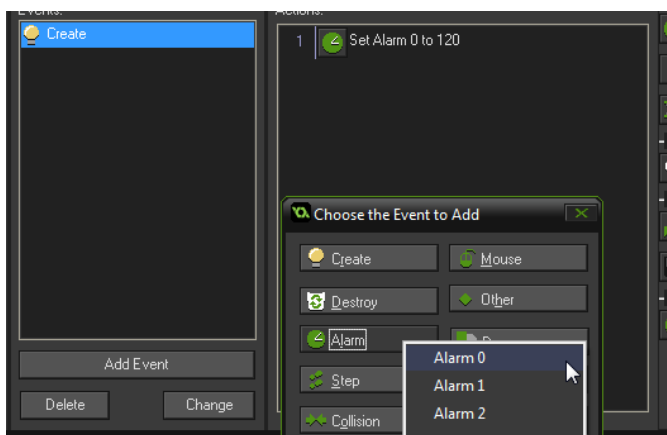 Events:
Actions:
Create
1 Set Alarm 0 to 120
Choose the Event to Add
Create
Mouse
Destroy
Other
Alarm
Alarm 0
Step
Alarm 1
Collision
Alarm 2
Add Event
Delete
Change